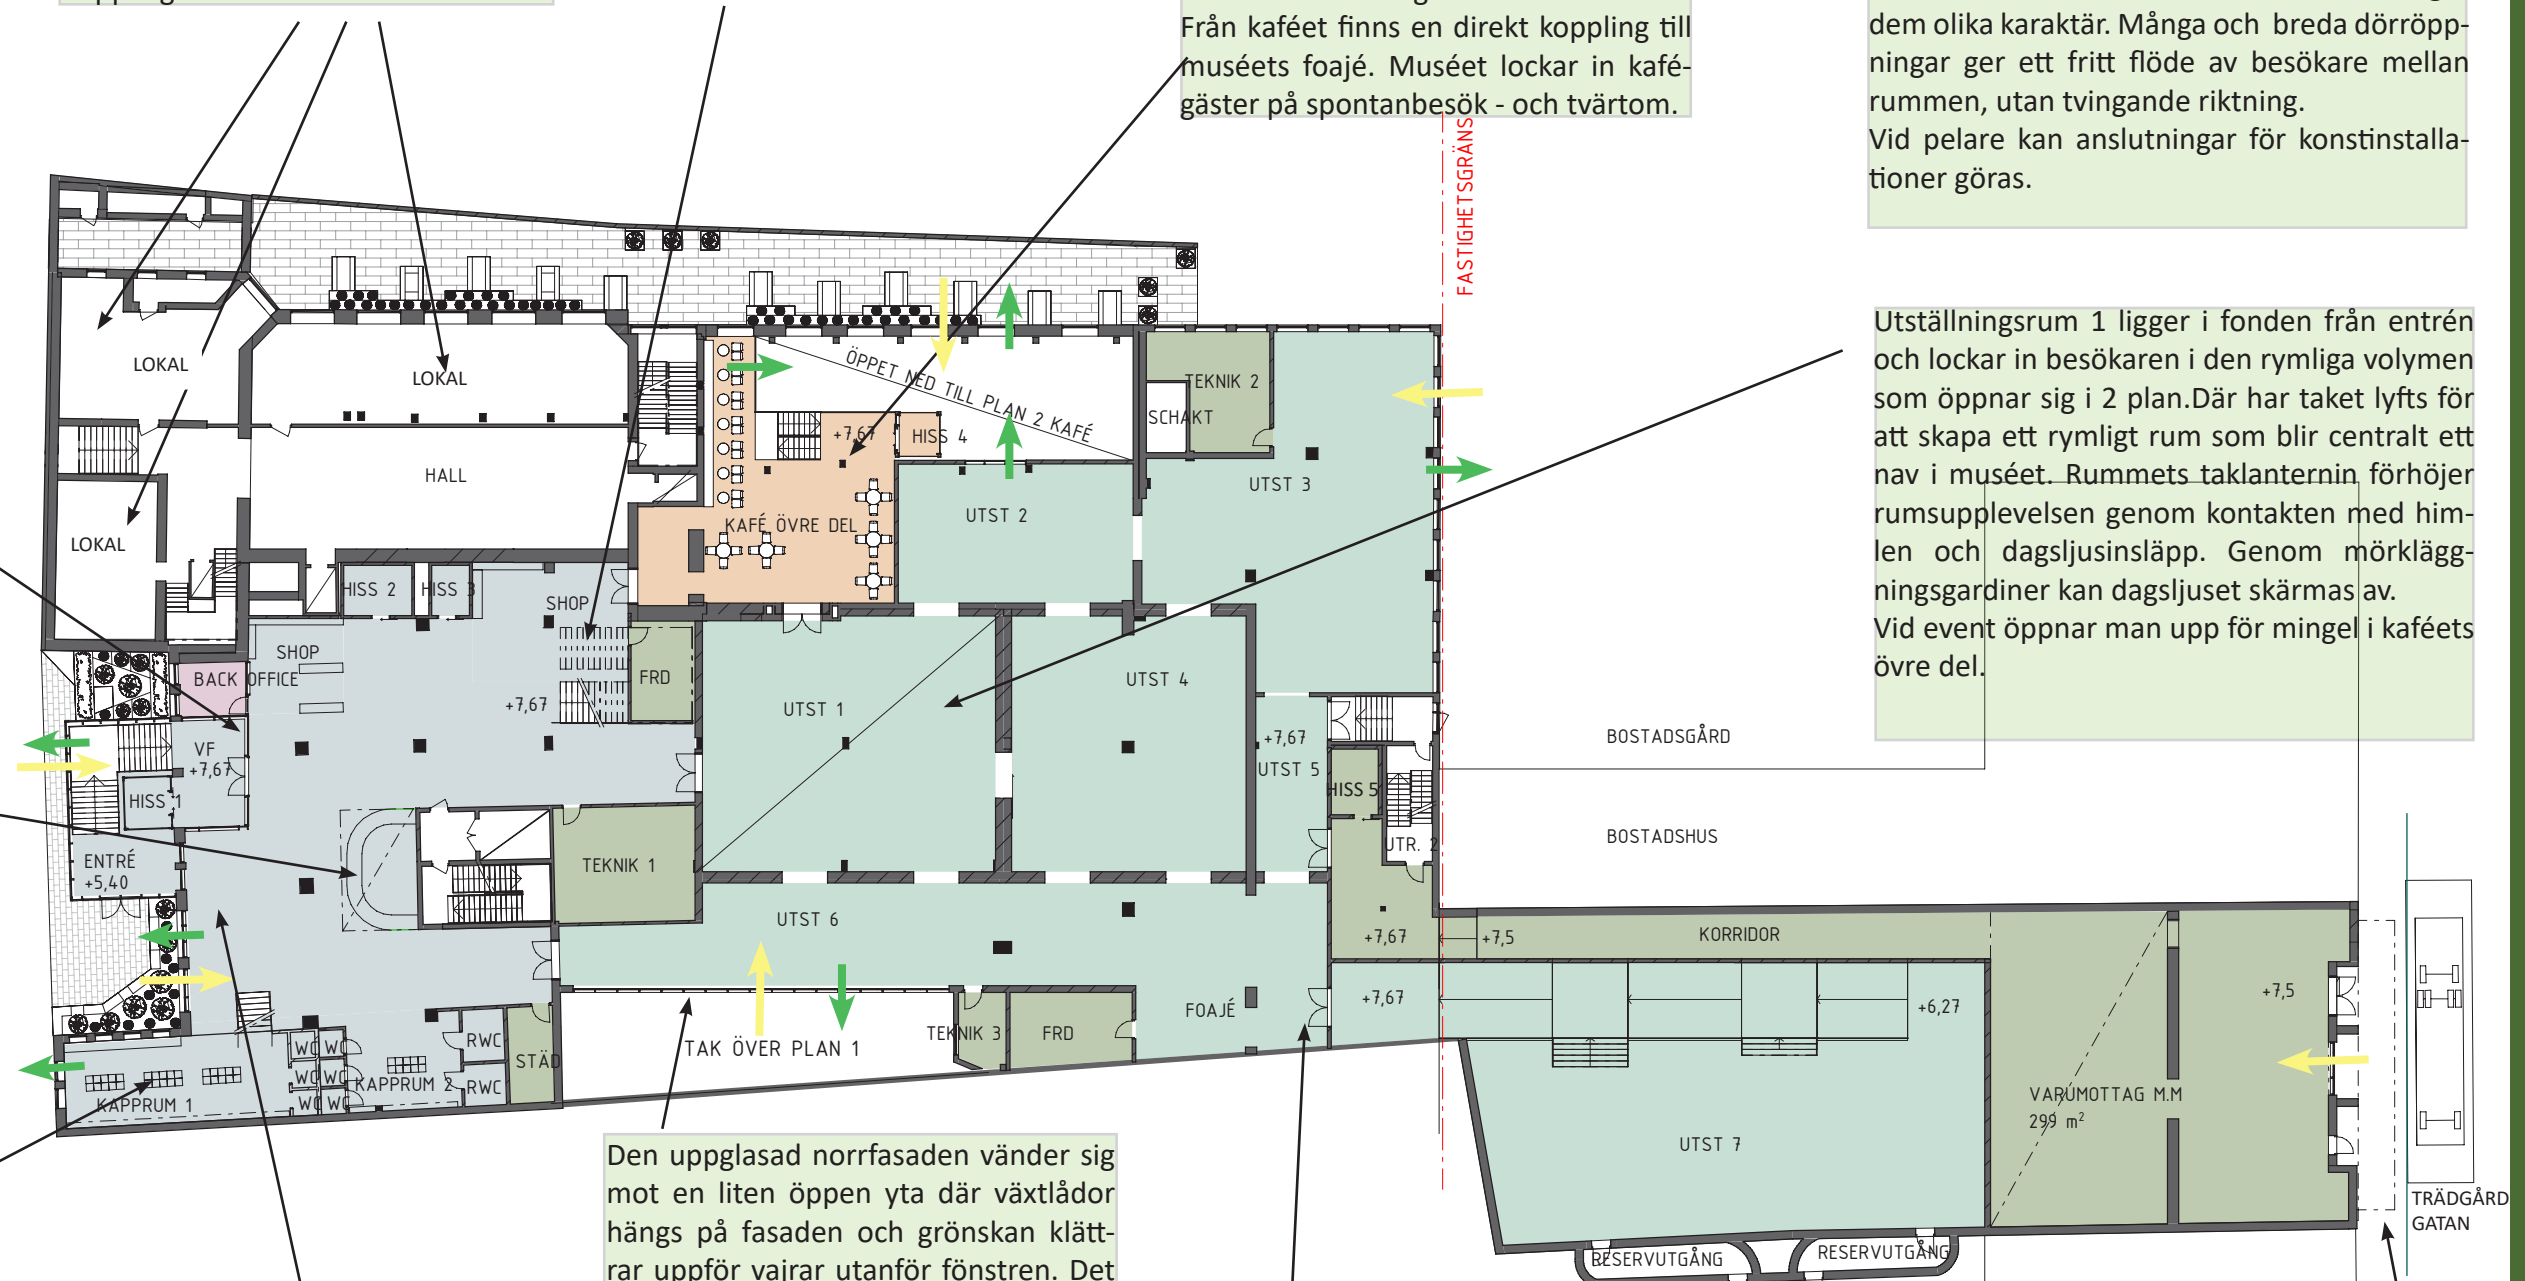 Från kaféet finns en direkt koppling till
muséets foajé. Muséet lockar in kafé-
gäster på spontanbesök - och tvärtom.
dem olika karaktär. Många och breda dörröpp-
ningar ger ett fritt flöde av besökare mellan
rummen, utan tvingande riktning.
Vid pelare kan anslutningar för konstinstalla-
tioner göras.
FASTIGHETSGRÄNS
Utställningsrum 1 ligger i fonden från entrén
och lockar in besökaren i den rymliga volymen
som öppnar sig i 2 plan.Där har taket lyfts för
att skapa ett rymligt rum som blir centralt ett
nav i muséet. Rummets taklanternin förhöjer
rumsupplevelsen genom kontakten med him-
len och dagsljusinsläpp. Genom mörklägg-
ningsgardiner kan dagsljuset skärmas av.
Vid event öppnar man upp för mingel i kaféets
övre del.
LOKAL
LOKAL
ÖPPET NED TILL PLAN 2 KAFÉ
TEKNIK 2
SCHAKT
+7,67
HISS 4
HALL
UTST 3
UTST 2
KAFÉ ÖVRE DEL
LOKAL
HISS 2
HISS 3
SHOP
SHOP
BACK OFFICE
FRD
UTST 4
+7,67
UTST 1
VF
+7,67
+7,67
UTST 5
BOSTADSGÅRD
HISS 1
HISS 5
BOSTADSHUS
UTR. 2
ENTRÉ
+5,40
TEKNIK 1
UTST 6
+7,67
+7,5
KORRIDOR
+7,67
+6,27
+7,5
FOAJÉ
TEKNIK 3
FRD
TAK ÖVER PLAN 1
WC
WC
RWC
STÄD
WC
WC
KAPPRUM 2
RWC
KAPPRUM 1
WC
WC
VARUMOTTAG M.M
299 m²
UTST 7
TRÄDGÅRD
GATAN
RESERVUTGÅNG
RESERVUTGÅNG
Den uppglasad norrfasaden vänder sig
mot en liten öppen yta där växtlådor
hängs på fasaden och grönskan klätt-
rar uppför vajrar utanför fönstren. Det